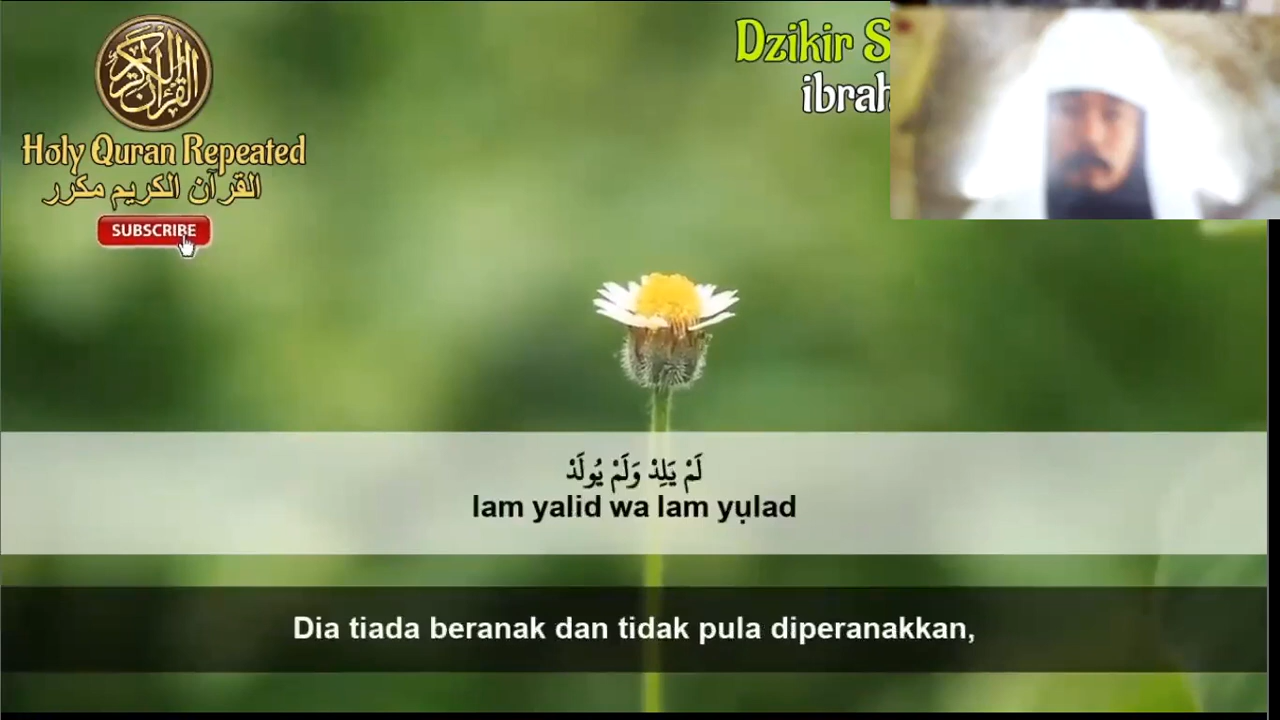 Dzikir
Holy Quran Repeated
القرآن الكريم مكرر
SUBSCRIBE
لَمْ يَلِدْ وَلَمْ يُولَدْ
lam yalid wa lam yụlad
Dia tiada beranak dan tidak pula diperanakkan,